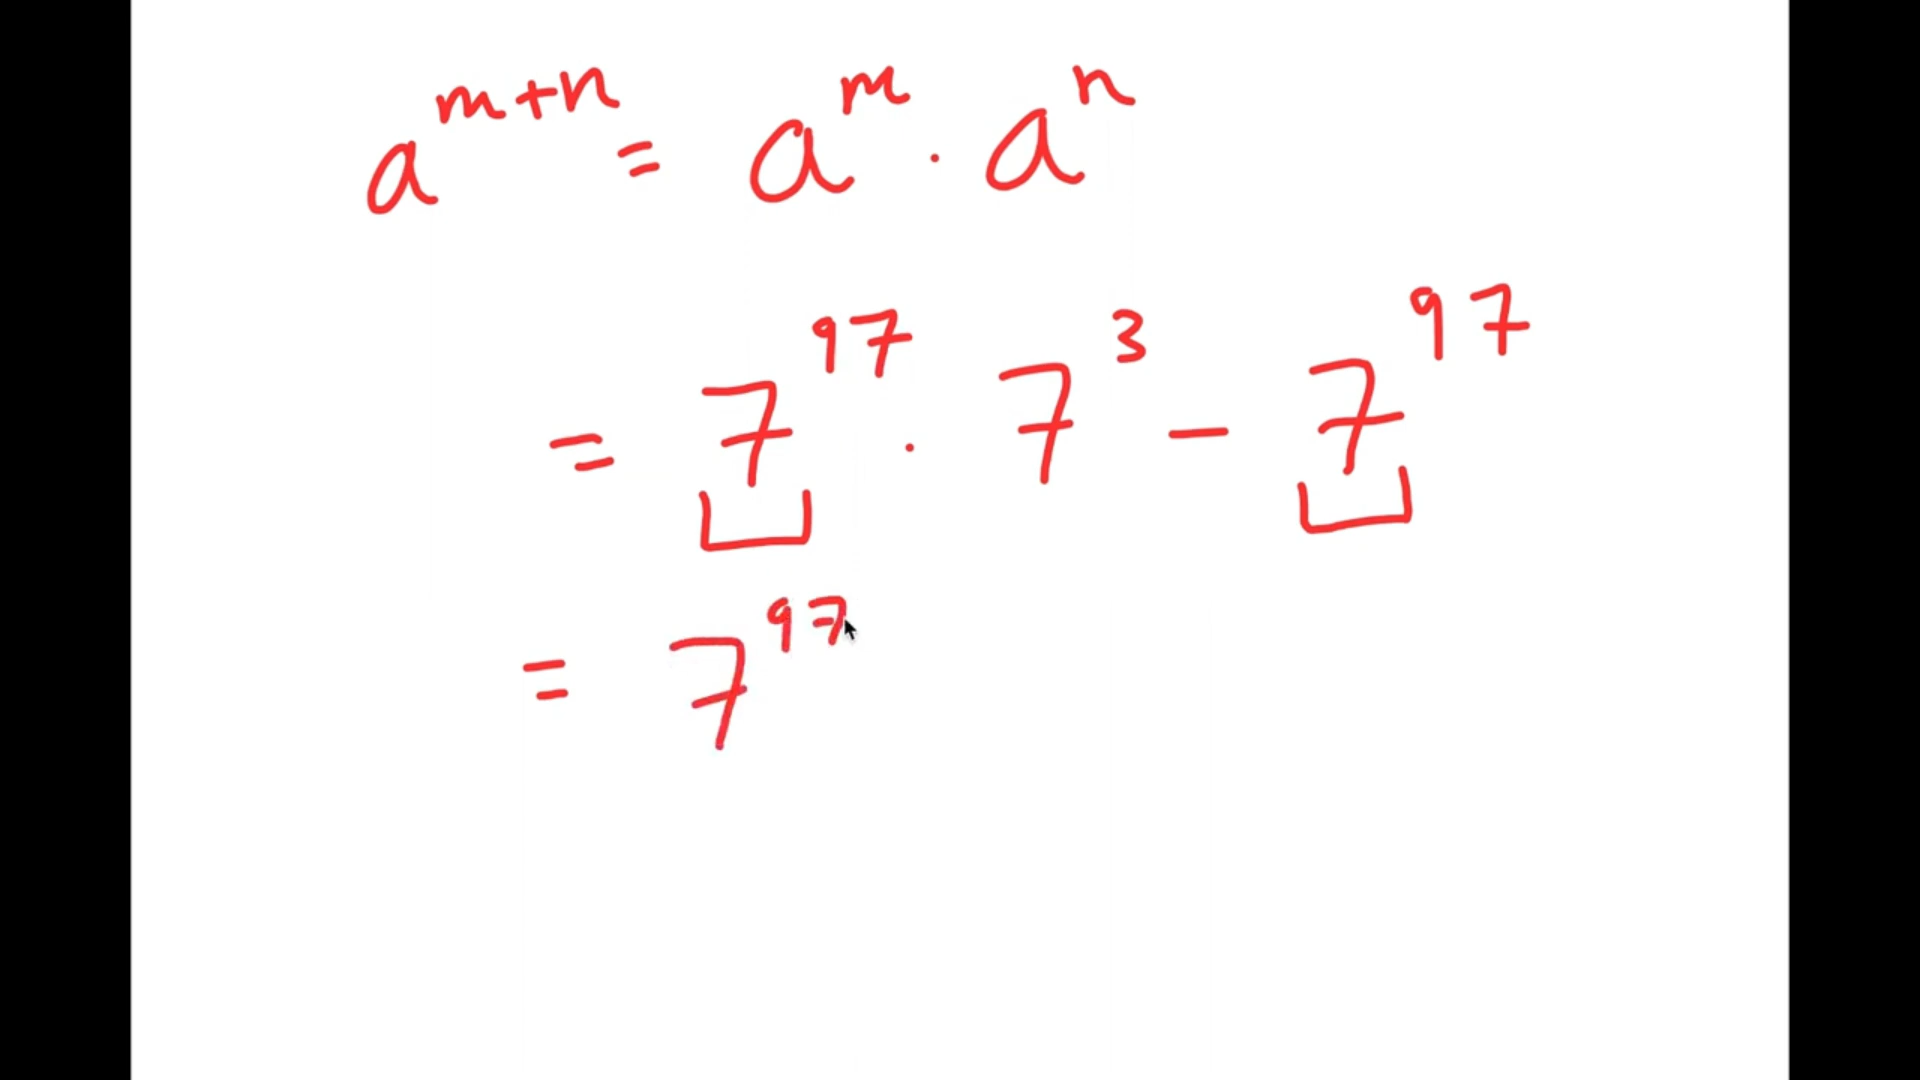 a^{m+n} = a^m · a^n
= 7^{97} · 7^3 − 7^{97}
= 7^{97}